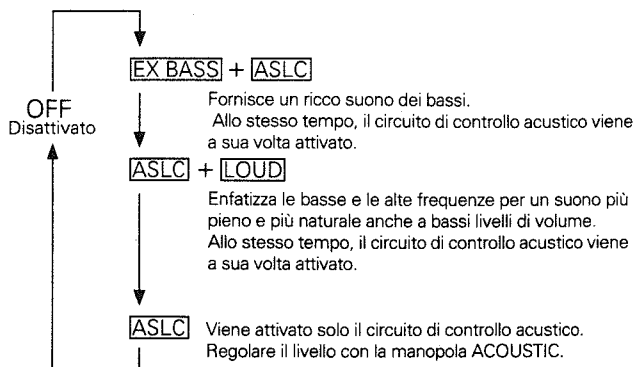 EX BASS + ASLC
OFF
Disattivato
Fornisce un ricco suono dei bassi.
Allo stesso tempo, il circuito di controllo acustico viene
a sua volta attivato.
ASLC + LOUD
Enfatizza le basse e le alte frequenze per un suono più
pieno e più naturale anche a bassi livelli di volume.
Allo stesso tempo, il circuito di controllo acustico viene
a sua volta attivato.
ASLC Viene attivato solo il circuito di controllo acustico.
Regolare il livello con la manopola ACOUSTIC.